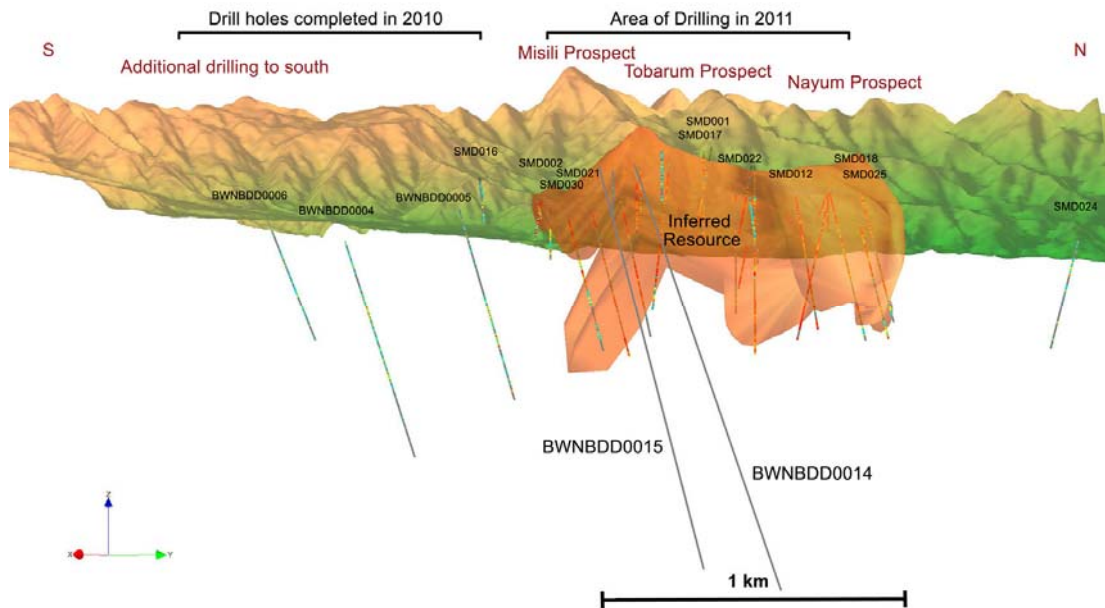 Drill holes completed in 2010
Area of Drilling in 2011
S
Misili Prospect
N
Additional drilling to south
Tobarum Prospect
Nayum Prospect
SMD001
SMD017
SMD016
SMD002
SMD022
SMD018
SMD021
SMD012
SMD025
SMD030
BWNBDD0006
BWNBDD0005
BWNBDD0004
SMD024
Inferred
Resource
BWNBDD0015
BWNBDD0014
Z
X
Y
1 km